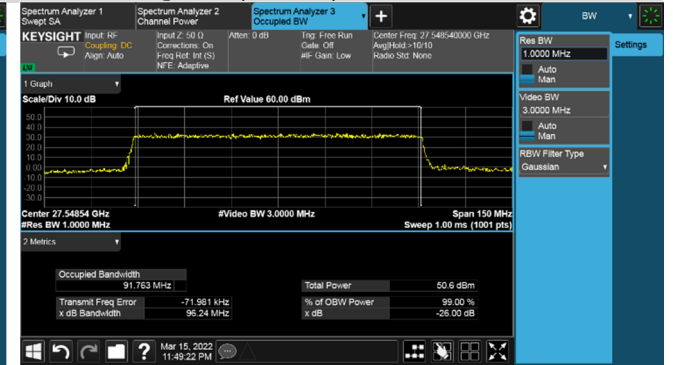 Spectrum Analyzer 1
Swept SA
Spectrum Analyzer 2
Channel Power
Spectrum Analyzer 3
Occupied BW
BW
KEYSIGHT
Input: RF
Coupling: DC
Align: Auto
Input Z: 50 Ω
Corrections: On
Freq Ref: Int (S)
NFE: Adaptive
Atten: 0 dB
Trig: Free Run
Gate: Off
#IF Gain: Low
Center Freq: 27.548540000 GHz
Avg|Hold:>10/10
Radio Std: None
Res BW
1.0000 MHz
Auto
Man
Settings
Video BW
3.0000 MHz
Auto
Man
RBW Filter Type
Gaussian
1 Graph
Scale/Div 10.0 dB
Ref Value 60.00 dBm
50.0
40.0
30.0
20.0
10.0
0.00
-10.0
-20.0
-30.0
Center 27.54854 GHz
#Res BW 1.0000 MHz
#Video BW 3.0000 MHz
Span 150 MHz
Sweep 1.00 ms (1001 pts)
2 Metrics
Occupied Bandwidth
91.763 MHz
Total Power
50.6 dBm
Transmit Freq Error
-71.981 kHz
% of OBW Power
99.00 %
x dB Bandwidth
96.24 MHz
x dB
-26.00 dB
?
Mar 15, 2022
11:49:22 PM